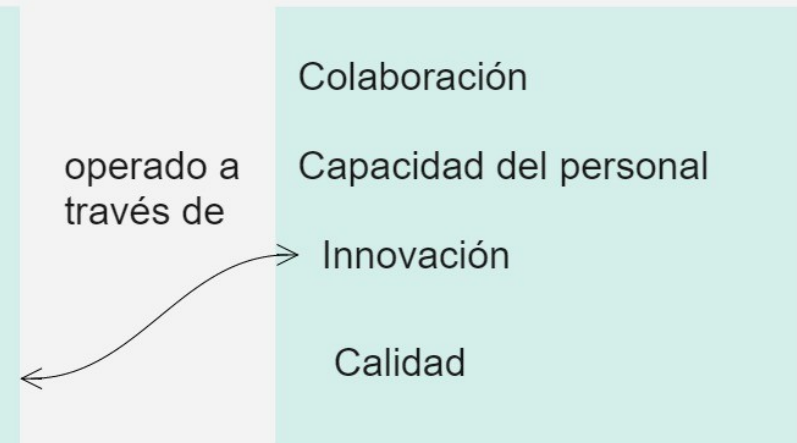 operado a
través de
Colaboración
Capacidad del personal
Innovación
Calidad